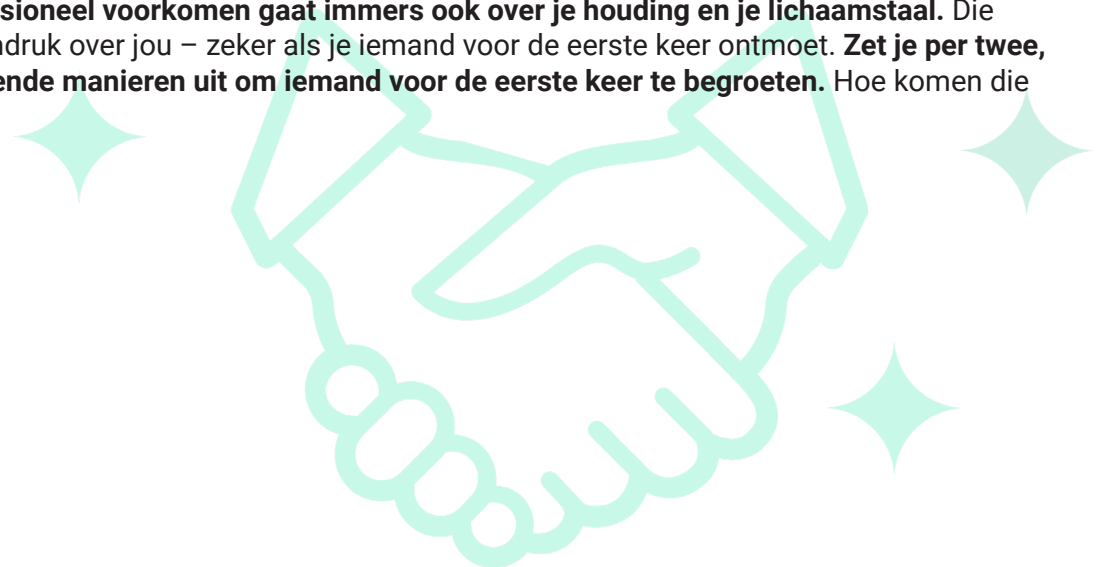 sioneel voorkomen gaat immers ook over je houding en je lichaamstaal. Die
ndruk over jou – zeker als je iemand voor de eerste keer ontmoet. Zet je per twee,
ende manieren uit om iemand voor de eerste keer te begroeten. Hoe komen die